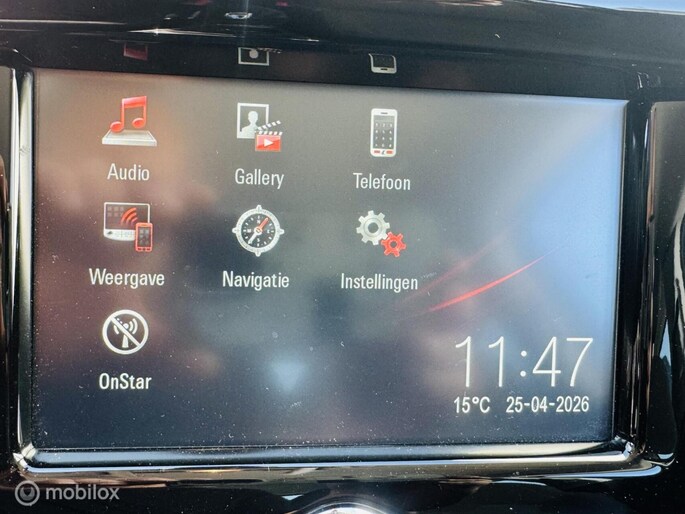 Audio
Gallery
Telefoon
Weergave
Navigatie
Instellingen
OnStar
11:47
15°C 25-04-2026
mobilox